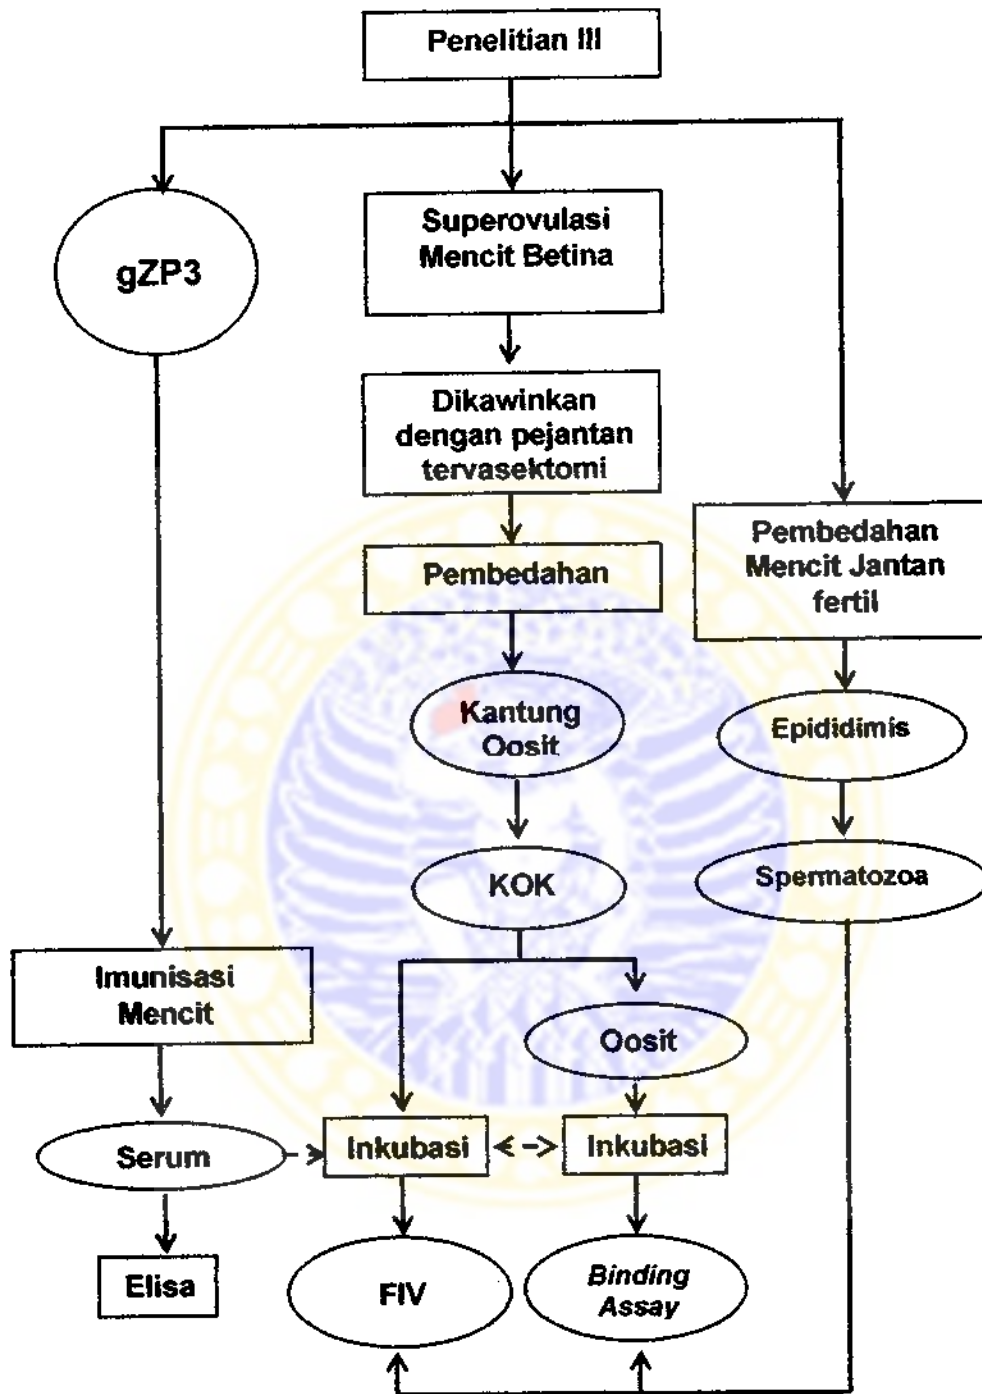 Penelitian III
gZP3
Superovulasi
Mencit Betina
Dikawinkan
dengan pejantan
tervasektomi
Pembedahan
Mencit Jantan
fertil
Pembedahan
Kantung
Oosit
Epididimis
KOK
Spermatozoa
Imunisasi
Mencit
Oosit
Serum
Inkubasi
Inkubasi
Elisa
FIV
Binding
Assay